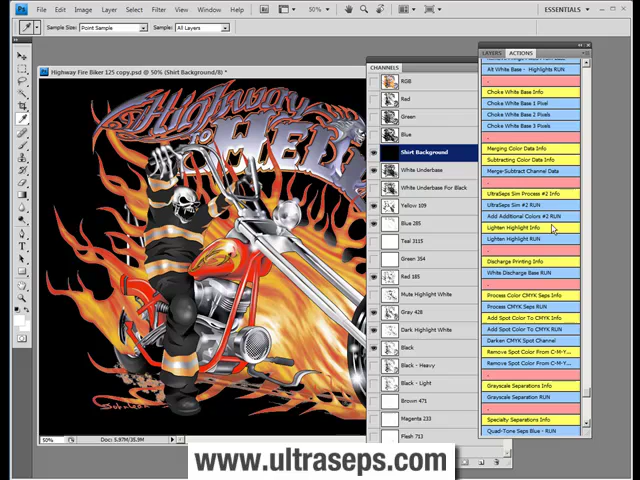 File Edit Image Layer Select Filter Analysis View Window Help
50%
ESSENTIALS
Sample Size: Point Sample Sample: All Layers
Highway Fire Biker 125 copy.psd @ 50% (Shirt Background/8) *
Highway
to HELL
50% Doc: 5.97M/35.9M
CHANNELS
RGB
Red
Green
Blue
Shirt Background
White Underbase
White Underbase For Black
Yellow 109
Blue 285
Teal 3115
Green 354
Red 185
Mute Highlight White
Gray 428
Dark Highlight White
Black
Black - Heavy
Black - Light
Brown 471
Magenta 233
Flesh 713
LAYERS ACTIONS
Alt White Base - Highlights RUN
Choke White Base Info
Choke White Base 1 Pixel
Choke White Base 2 Pixels
Choke White Base 3 Pixels
Merging Color Data Info
Subtracting Color Data Info
Merge-Subtract Channel Data
UltraSeps Sim Process #2 Info
UltraSeps Sim #2 RUN
Add Additional Colors #2 RUN
Lighten Highlight Info
Lighten Highlight RUN
Discharge Printing Info
White Discharge Base RUN
Process Color CMYK Seps Info
Process CMYK Seps RUN
Add Spot Color To CMYK Info
Add Spot Color To CMYK RUN
Darken CMYK Spot Channel
Remove Spot Color From C-M-Y...
Remove Spot Color From C-M-Y...
Grayscale Separations Info
Grayscale Separation RUN
Specialty Separations Info
Quad-Tone Seps Blue - RUN
www.ultraseps.com